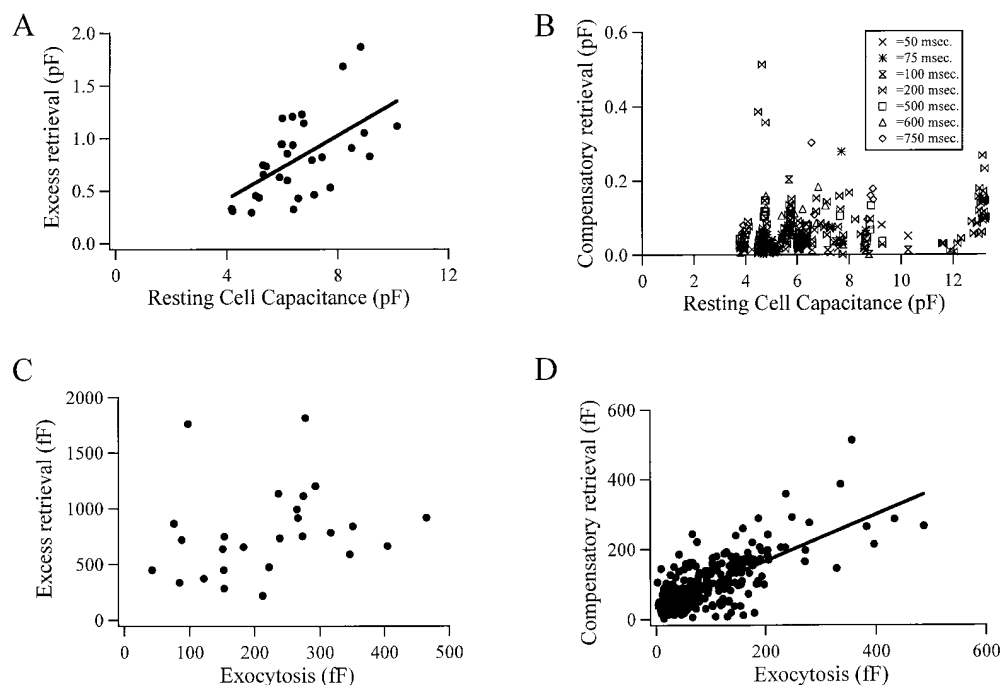 A
Excess retrieval (pF)
2.0
1.5
1.0
0.5
0.0
0
4
8
12
Resting Cell Capacitance (pF)
B
Compensatory retrieval (pF)
0.6
0.4
0.2
0.0
=50 msec.
=75 msec.
=100 msec.
=200 msec.
=500 msec.
=600 msec.
=750 msec.
0
2
4
6
8
10
12
Resting Cell Capacitance (pF)
C
Excess retrieval (fF)
2000
1500
1000
500
0
0
100
200
300
400
500
Exocytosis (fF)
D
Compensatory retrieval (fF)
600
400
200
0
0
200
400
600
Exocytosis (fF)